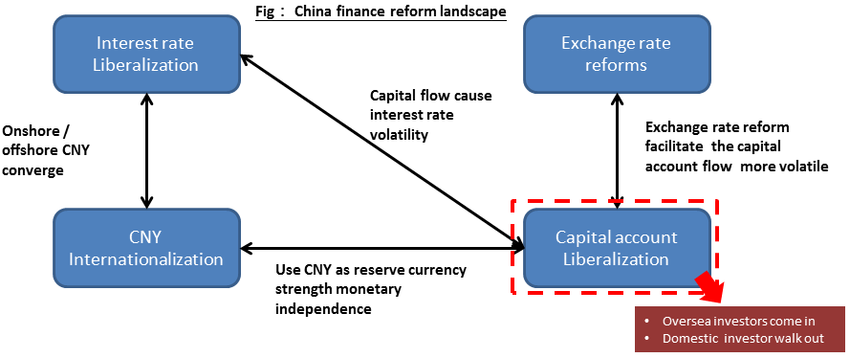 Fig： China finance reform landscape
Interest rate
Liberalization
Exchange rate
reforms
Capital flow cause
interest rate
volatility
Onshore /
offshore CNY
converge
Exchange rate reform
facilitate the capital
account flow more volatile
CNY
Internationalization
Capital account
Liberalization
Use CNY as reserve currency
strength monetary
independence
• Oversea investors come in
• Domestic investor walk out